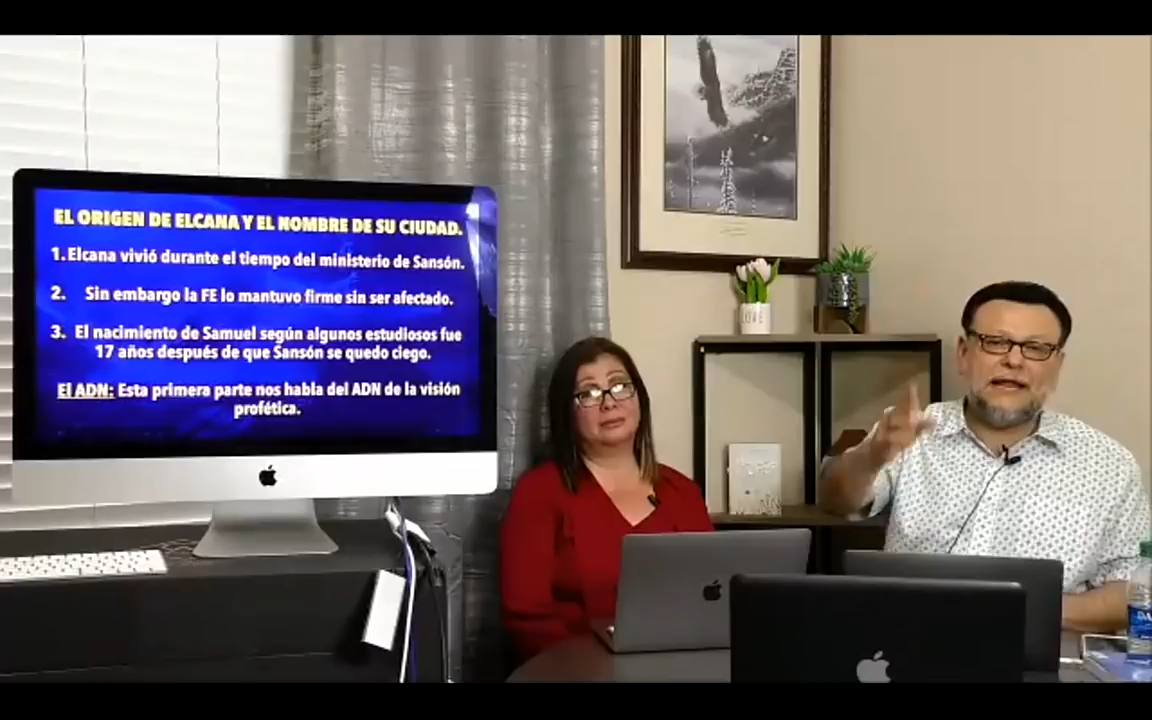 EL ORIGEN DE ELCANA Y EL NOMBRE DE SU CIUDAD.
1. Elcana vivió durante el tiempo del ministerio de Sansón.
2. Sin embargo la FE lo mantuvo firme sin ser afectado.
3. El nacimiento de Samuel según algunos estudiosos fue
17 años después de que Sansón se quedo ciego.
El ADN: Esta primera parte nos habla del ADN de la visión
profética.
LOVE